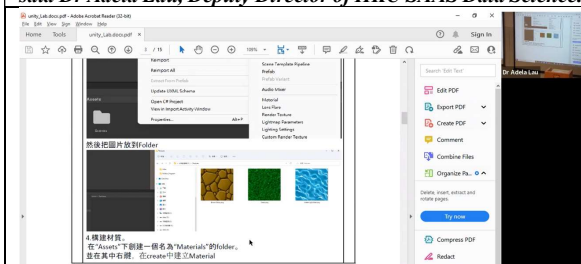 said Dr Adela Lau, Deputy Director of HKU SAAS Data Science
unity_Lab.docx.pdf - Adobe Acrobat Reader (32-bit)
File Edit View Sign Window Help
Home Tools unity_Lab.docx.pdf × Sign In
3 / 18 100%
Reimport
Reimport All
Update UXML Schema
Open C# Project
View in Import Activity Window
Properties... Alt+P
Assets
Scene Template Pipeline
Prefab
Prefab Variant
Audio Mixer
Material
Lens Flare
Render Texture
Lightmap Parameters
Lighting Settings
Custom Render Texture
然後把圖片放到Folder
4.構建材質。
在"Assets"下創建一個名為"Materials"的folder。
並在其中右鍵，在create中建立Material
Search 'Edit Text'
Edit PDF
Export PDF
Create PDF
Comment
Combine Files
Organize Pa...
Delete, insert, extract and
rotate pages.
Try now
Compress PDF
Redact
Dr Adela Lau